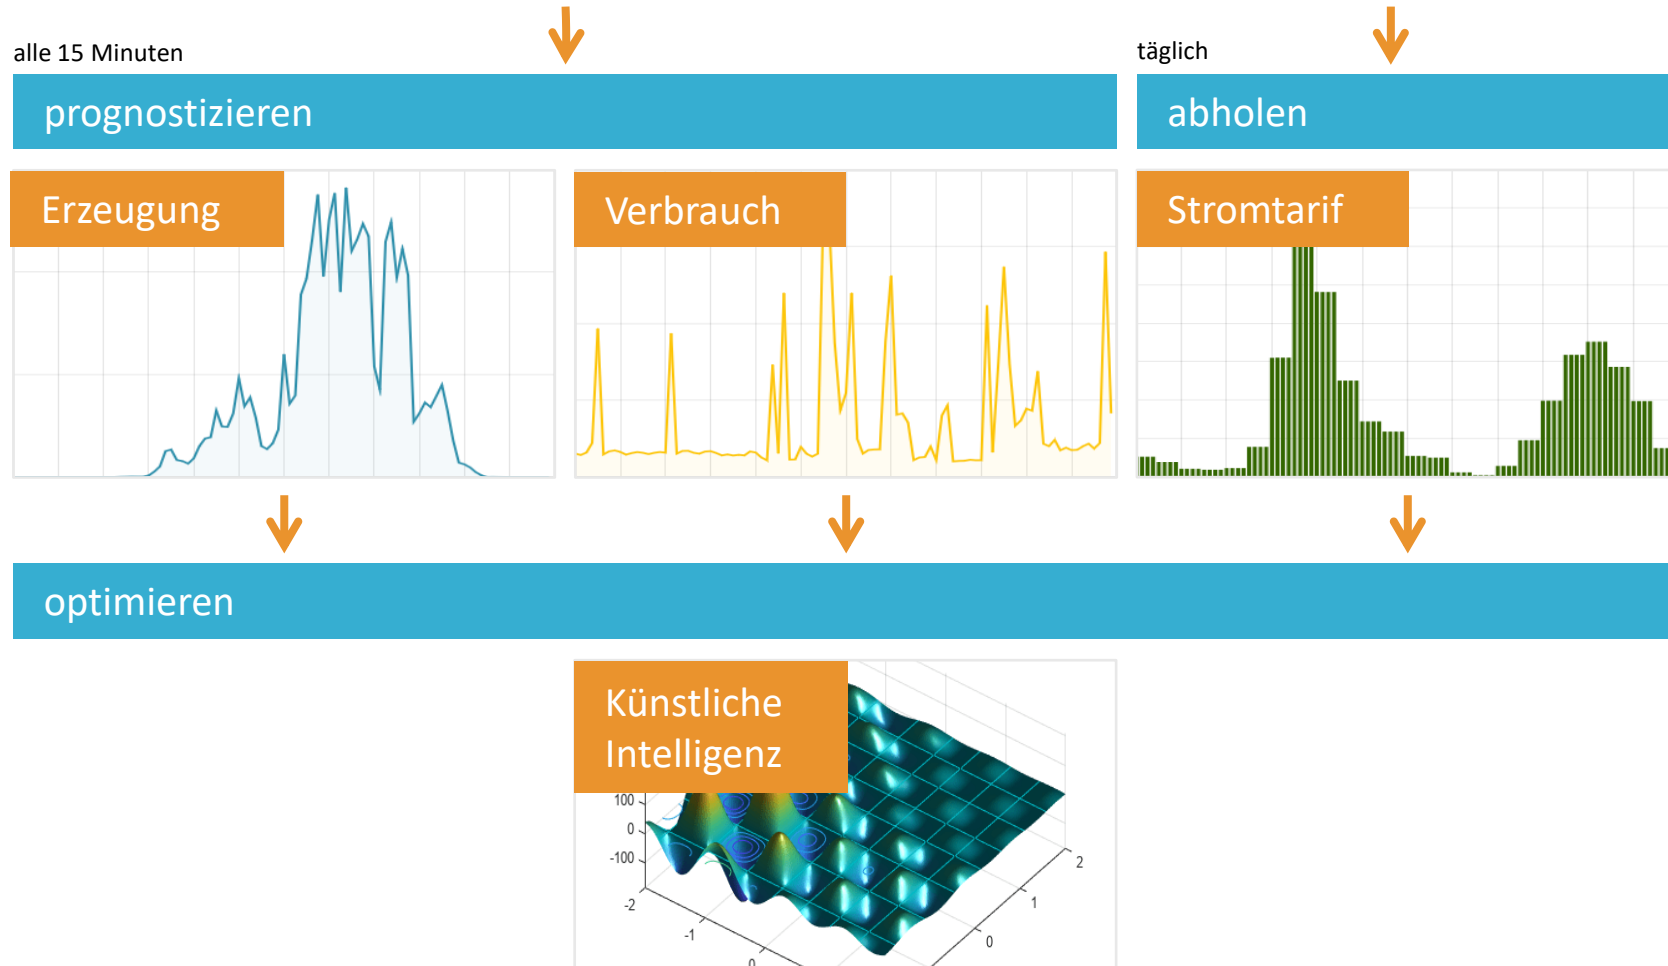 alle 15 Minuten
täglich
prognostizieren
abholen
Erzeugung
Verbrauch
Stromtarif
optimieren
Künstliche
Intelligenz
100
0
-100
-2
-1
0
0
1
2